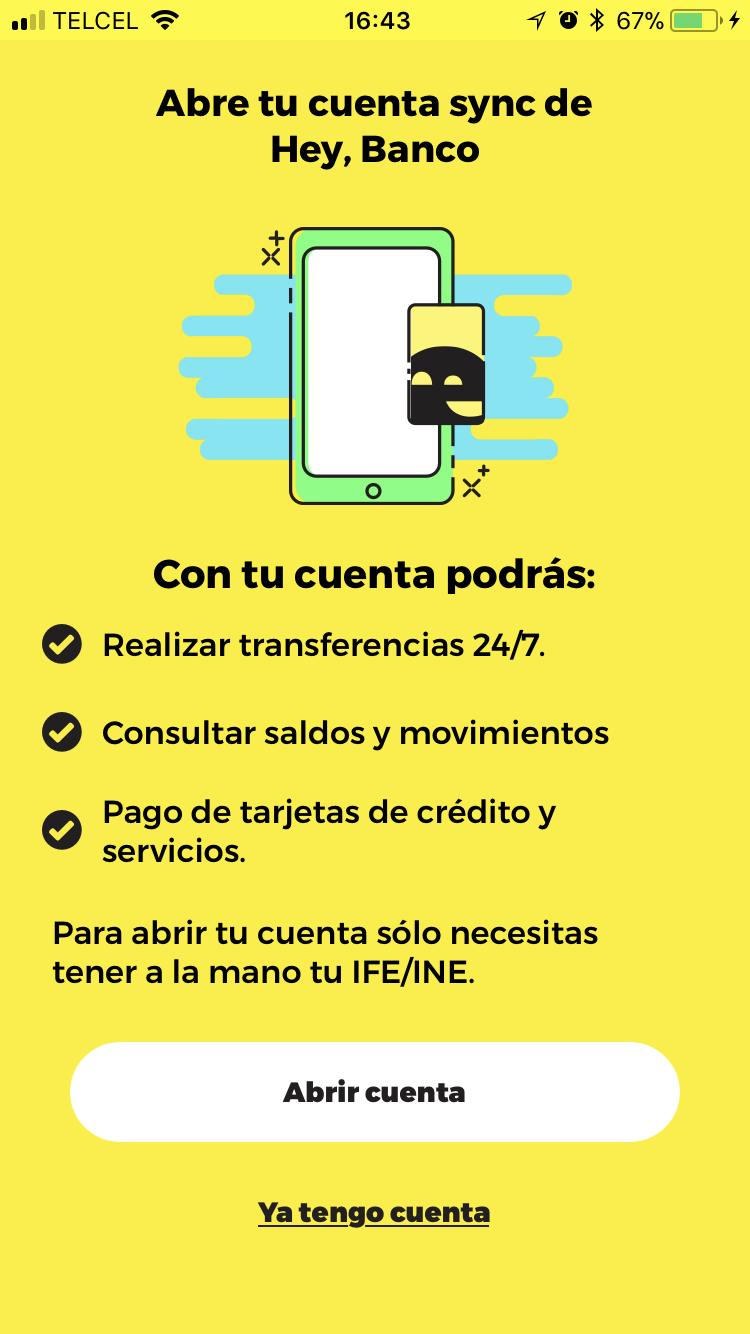 TELCEL 16:43 67%
Abre tu cuenta sync de
Hey, Banco
Con tu cuenta podrás:
Realizar transferencias 24/7.
Consultar saldos y movimientos
Pago de tarjetas de crédito y
servicios.
Para abrir tu cuenta sólo necesitas
tener a la mano tu IFE/INE.
Abrir cuenta
Ya tengo cuenta